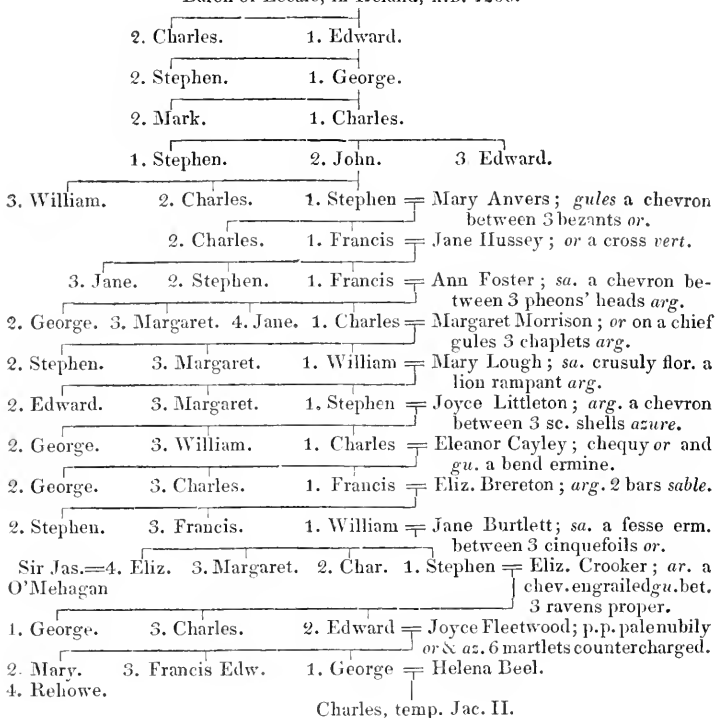 2. Charles. 1. Edward.
2. Stephen. 1. George.
2. Mark. 1. Charles.
1. Stephen. 2. John. 3 Edward.
3. William. 2. Charles. 1. Stephen = Mary Anvers; gules a chevron
between 3 bezants or.
2. Charles. 1. Francis = Jane Hussey; or a cross vert.
3. Jane. 2. Stephen. 1. Francis = Ann Foster; sa. a chevron be-
tween 3 pheons' heads arg.
2. George. 3. Margaret. 4. Jane. 1. Charles = Margaret Morrison; or on a chief
gules 3 chaplets arg.
2. Stephen. 3. Margaret. 1. William = Mary Lough; sa. crusuly flor. a
lion rampant arg.
2. Edward. 3. Margaret. 1. Stephen = Joyce Littleton; arg. a chevron
between 3 sc. shells azure.
2. George. 3. William. 1. Charles = Eleanor Cayley; chequy or and
gu. a bend ermine.
2. George. 3. Charles. 1. Francis = Eliz. Brereton; arg. 2 bars sable.
2. Stephen. 3. Francis. 1. William = Jane Burtlett; sa. a fesse erm.
between 3 cinquefoils or.
Sir Jas. = 4. Eliz. 3. Margaret. 2. Char. 1. Stephen = Eliz. Crooker; ar. a
O'Mehagan chev. engrailed gu. bet.
3 ravens proper.
1. George. 3. Charles. 2. Edward = Joyce Fleetwood; p.p. pale nubily
or & az. 6 martlets countercharged.
2. Mary. 3. Francis Edw. 1. George = Helena Beel.
4. Rehowe.
Charles, temp. Jac. II.